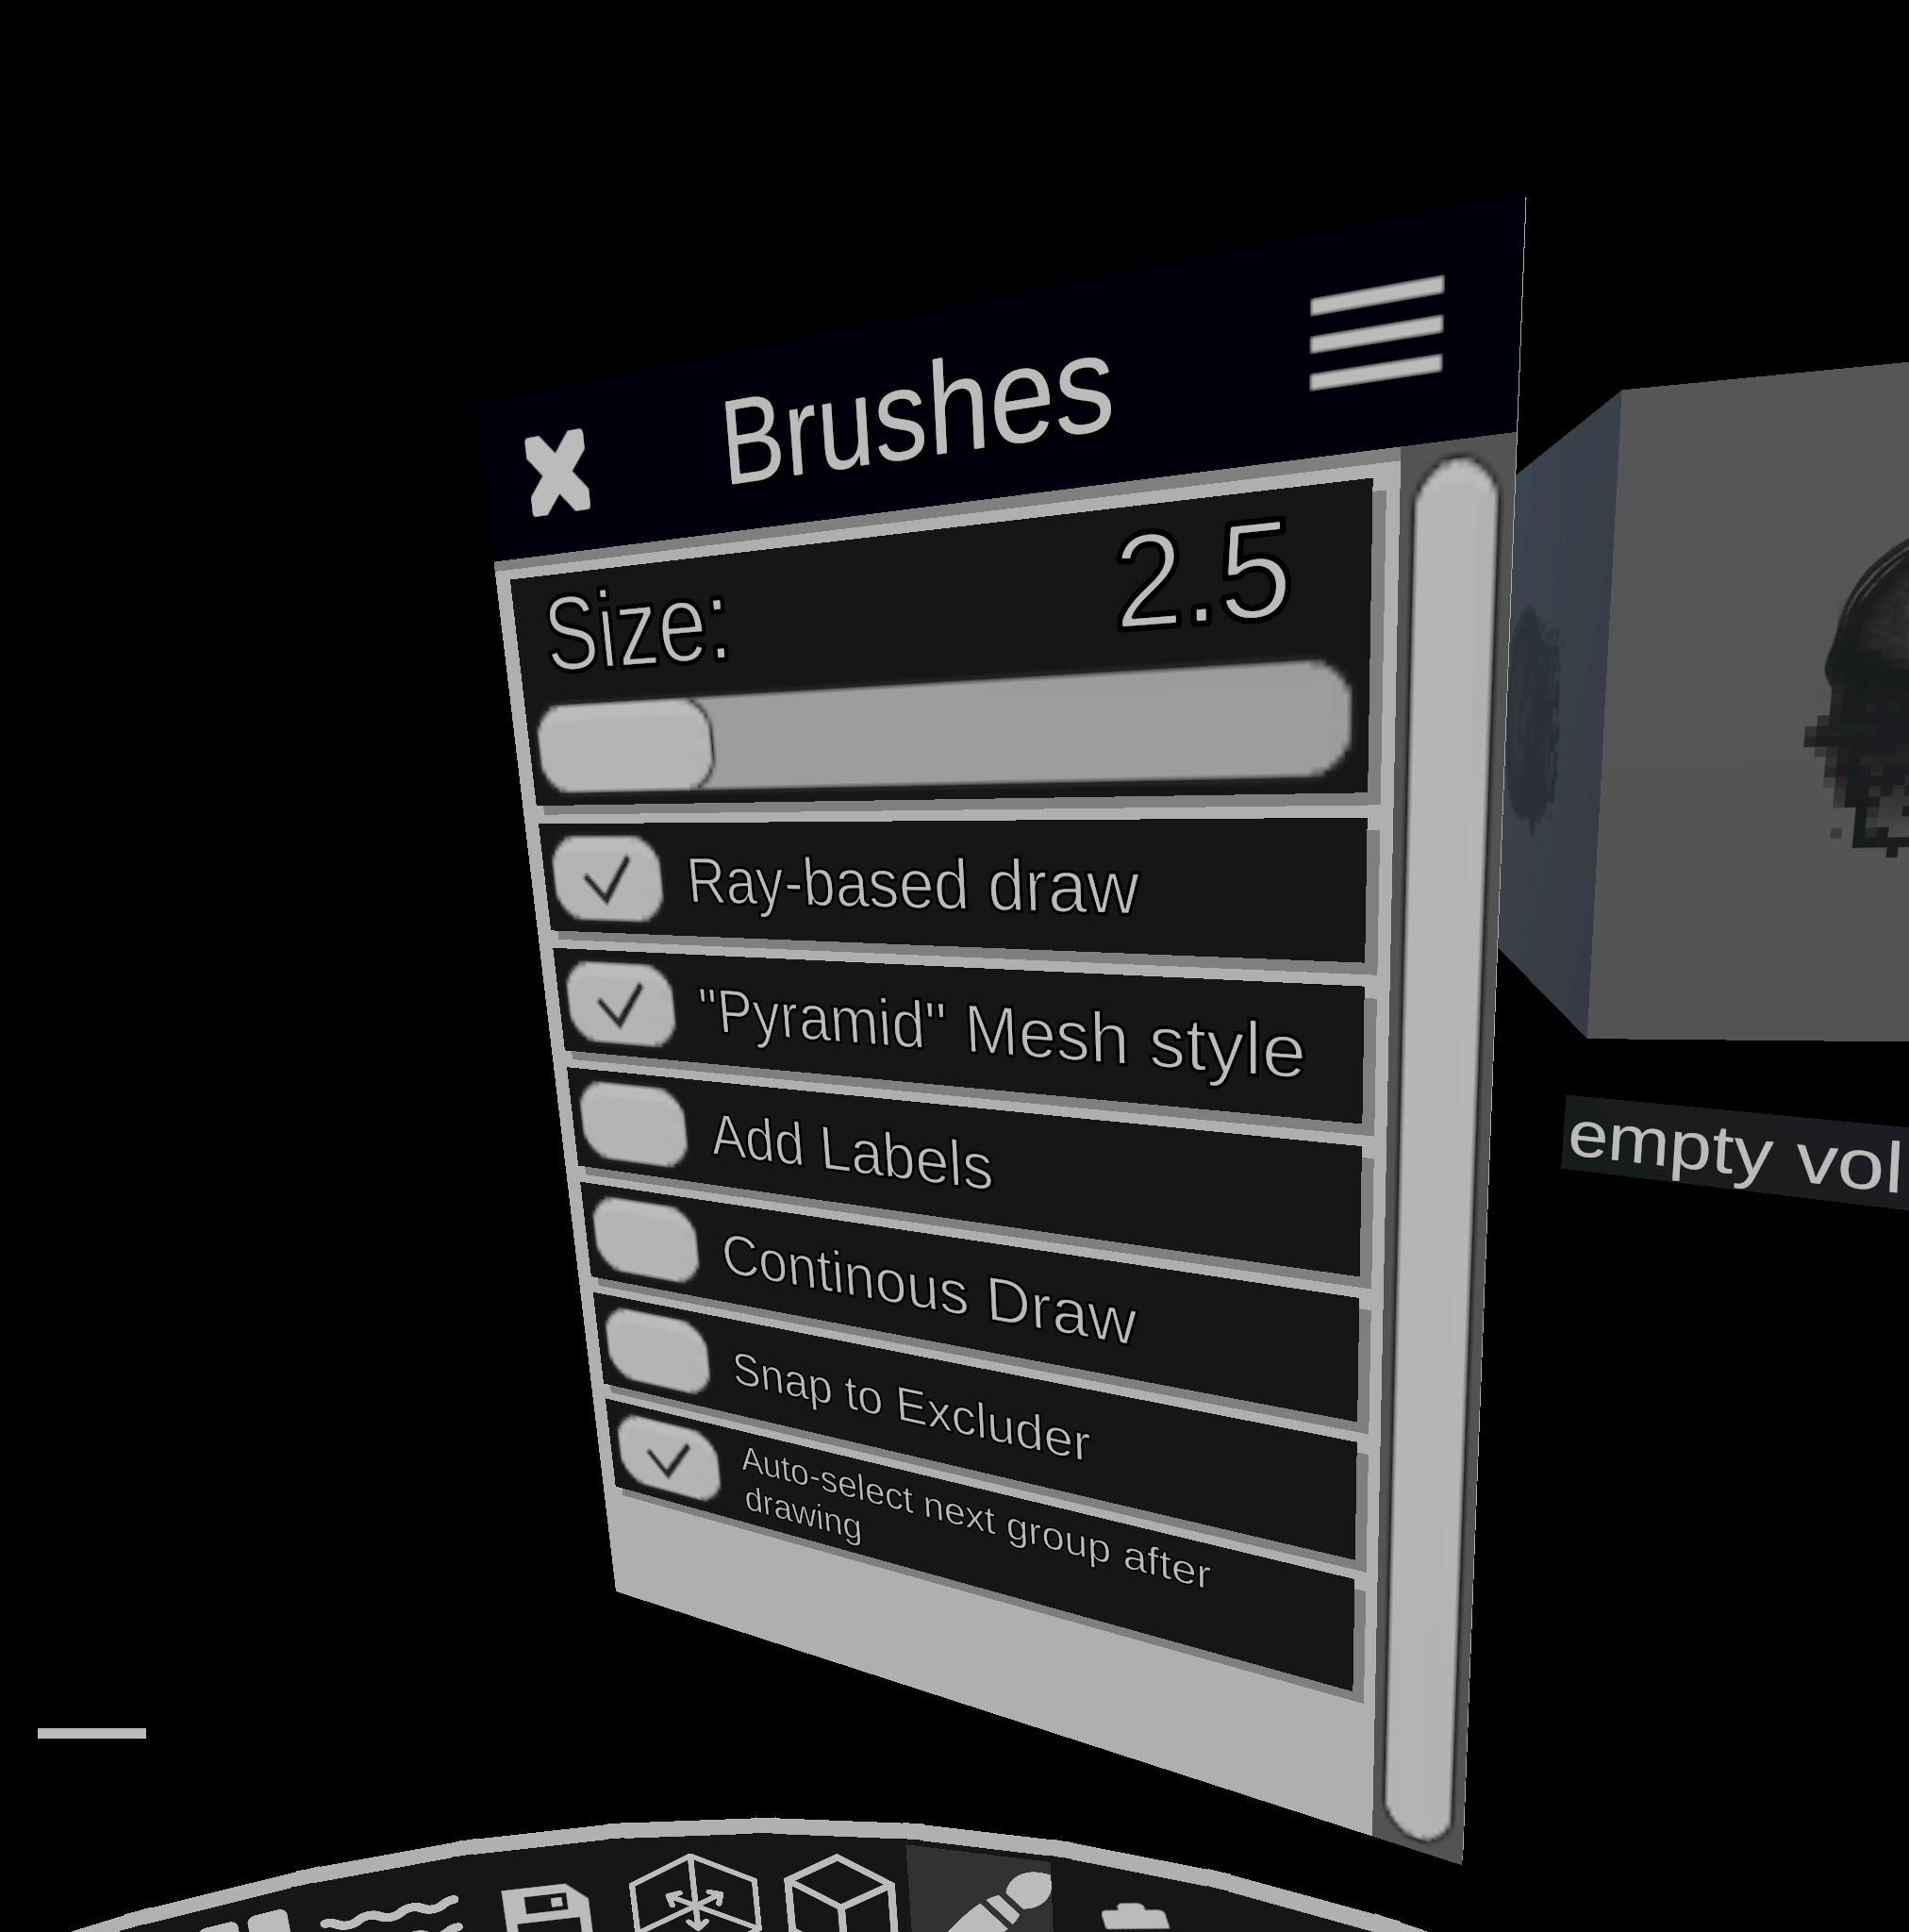 Brushes
Size: 2.5
Ray-based draw
"Pyramid" Mesh style
Add Labels
Continous Draw
Snap to Excluder
Auto-select next group after
drawing
empty vol